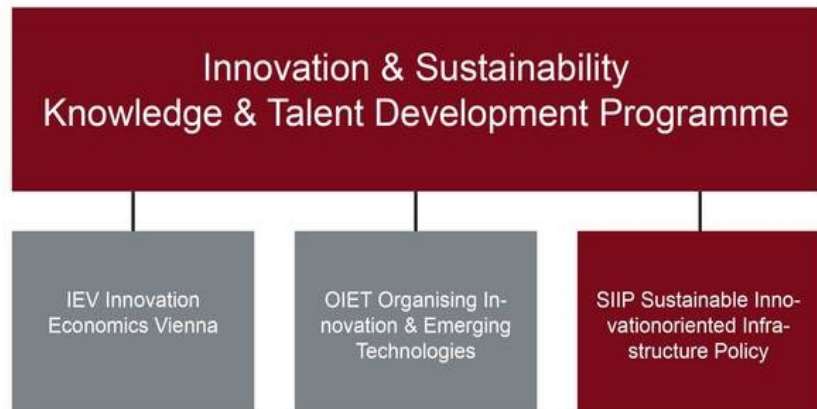 Innovation & Sustainability
Knowledge & Talent Development Programme
IEV Innovation
Economics Vienna
OIET Organising In-
novation & Emerging
Technologies
SIIP Sustainable Inno-
vationoriented Infra-
structure Policy